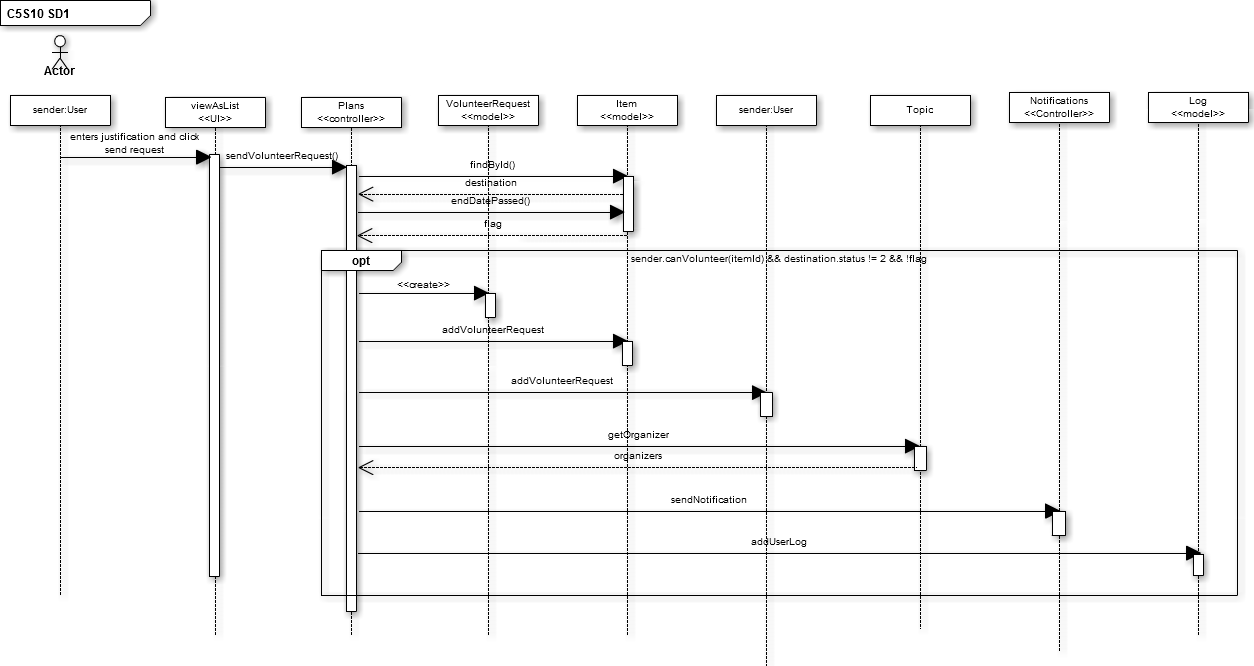 C5S10 SD1
Actor
sender:User
viewAsList
<<UI>>
Plans
<<controller>>
VolunteerRequest
<<model>>
Item
<<model>>
sender:User
Topic
Notifications
<<Controller>>
Log
<<model>>
enters justification and click
send request
sendVolunteerRequest()
findById()
destination
endDatePassed()
flag
opt
sender.canVolunteer(itemId) && destination.status != 2 && !flag
<<create>>
addVolunteerRequest
addVolunteerRequest
getOrganizer
organizers
sendNotification
addUserLog